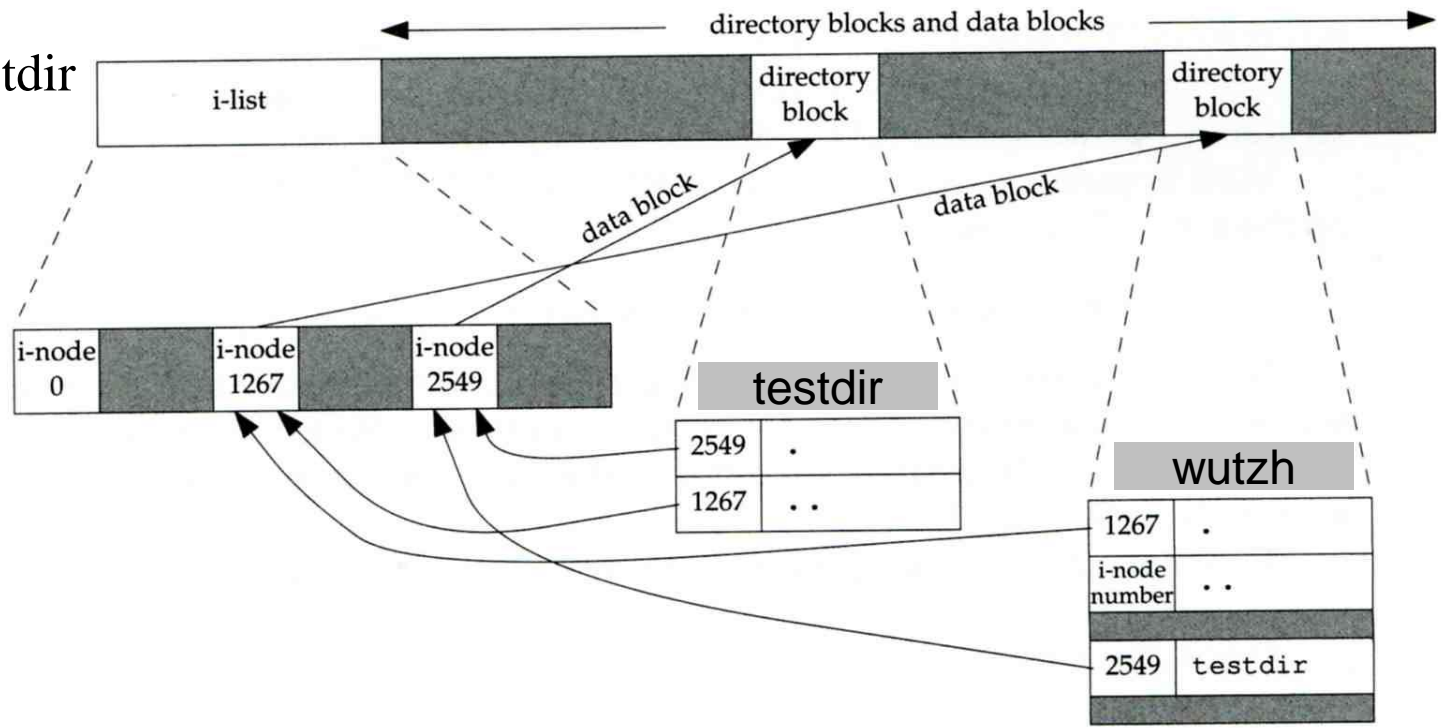 directory blocks and data blocks
tdir
i-list
directory
block
directory
block
data block
data block
i-node
0
i-node
1267
i-node
2549
testdir
2549 .
1267 ..
wutzh
1267 .
i-node
number ..
2549 testdir